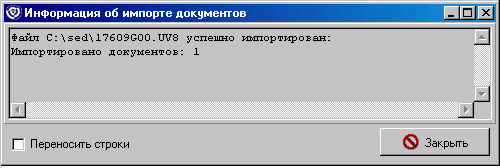 Информация об импорте документов
Файл C:\sed\17609G00.UV8 успешно импортирован:
Импортировано документов: 1
Переносить строки
Закрыть